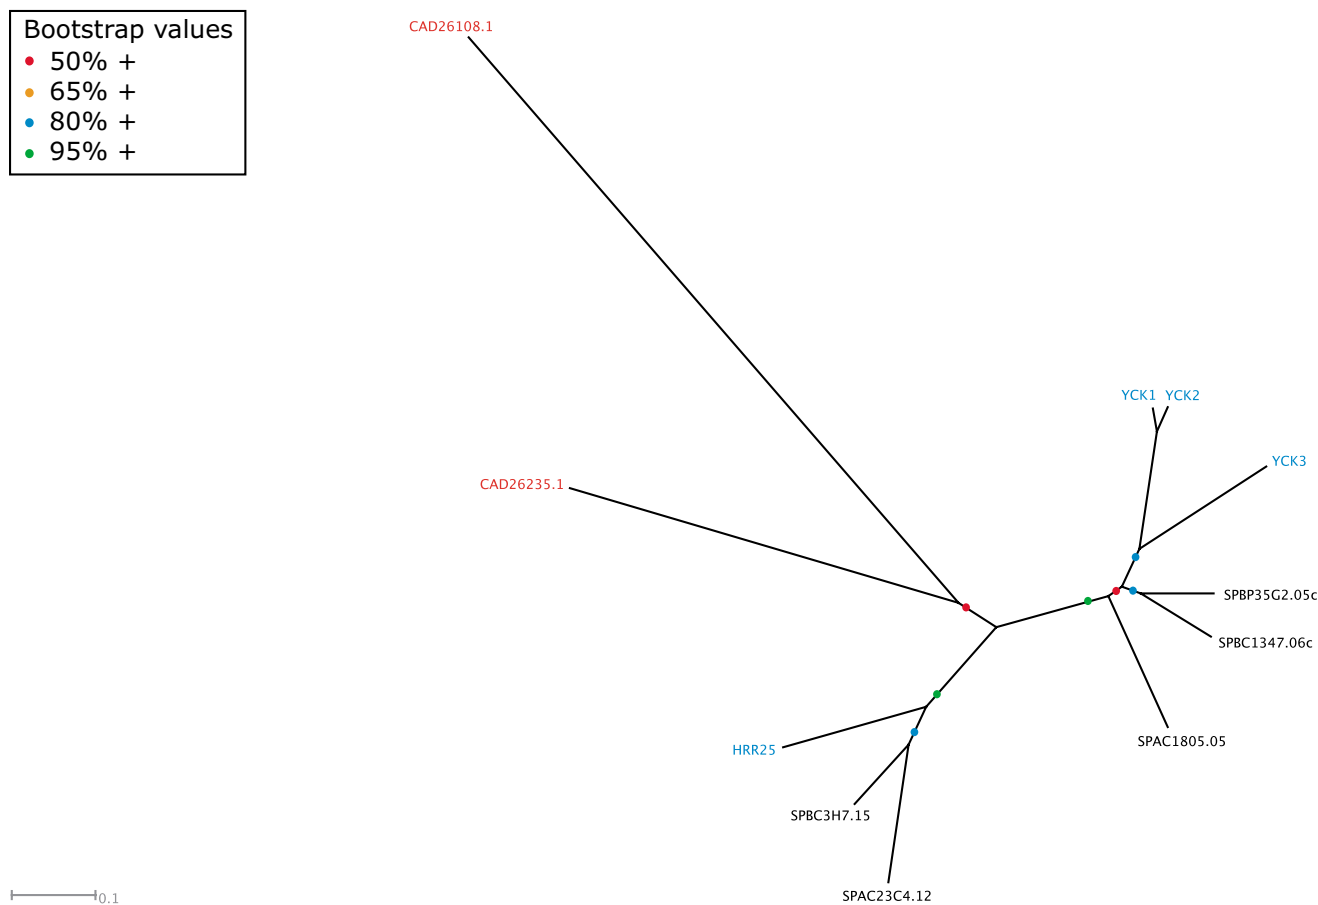 Bootstrap values
50% +
65% +
80% +
95% +
CAD26108.1
YCK1 YCK2
YCK3
CAD26235.1
SPBP35G2.05c
SPBC1347.06c
SPAC1805.05
HRR25
SPBC3H7.15
SPAC23C4.12
0.1